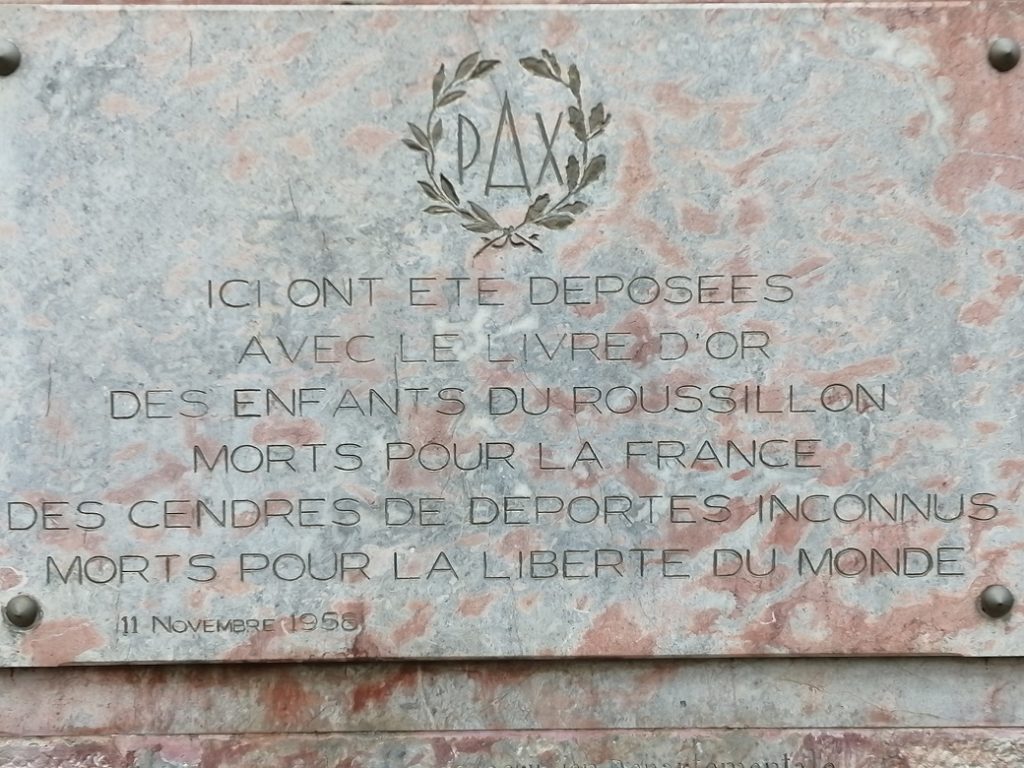 PAX
ICI ONT ETE DEPOSEES
AVEC LE LIVRE D'OR
DES ENFANTS DU ROUSSILLON
MORTS POUR LA FRANCE
DES CENDRES DE DEPORTES INCONNUS
MORTS POUR LA LIBERTE DU MONDE
11 NOVEMBRE 1958